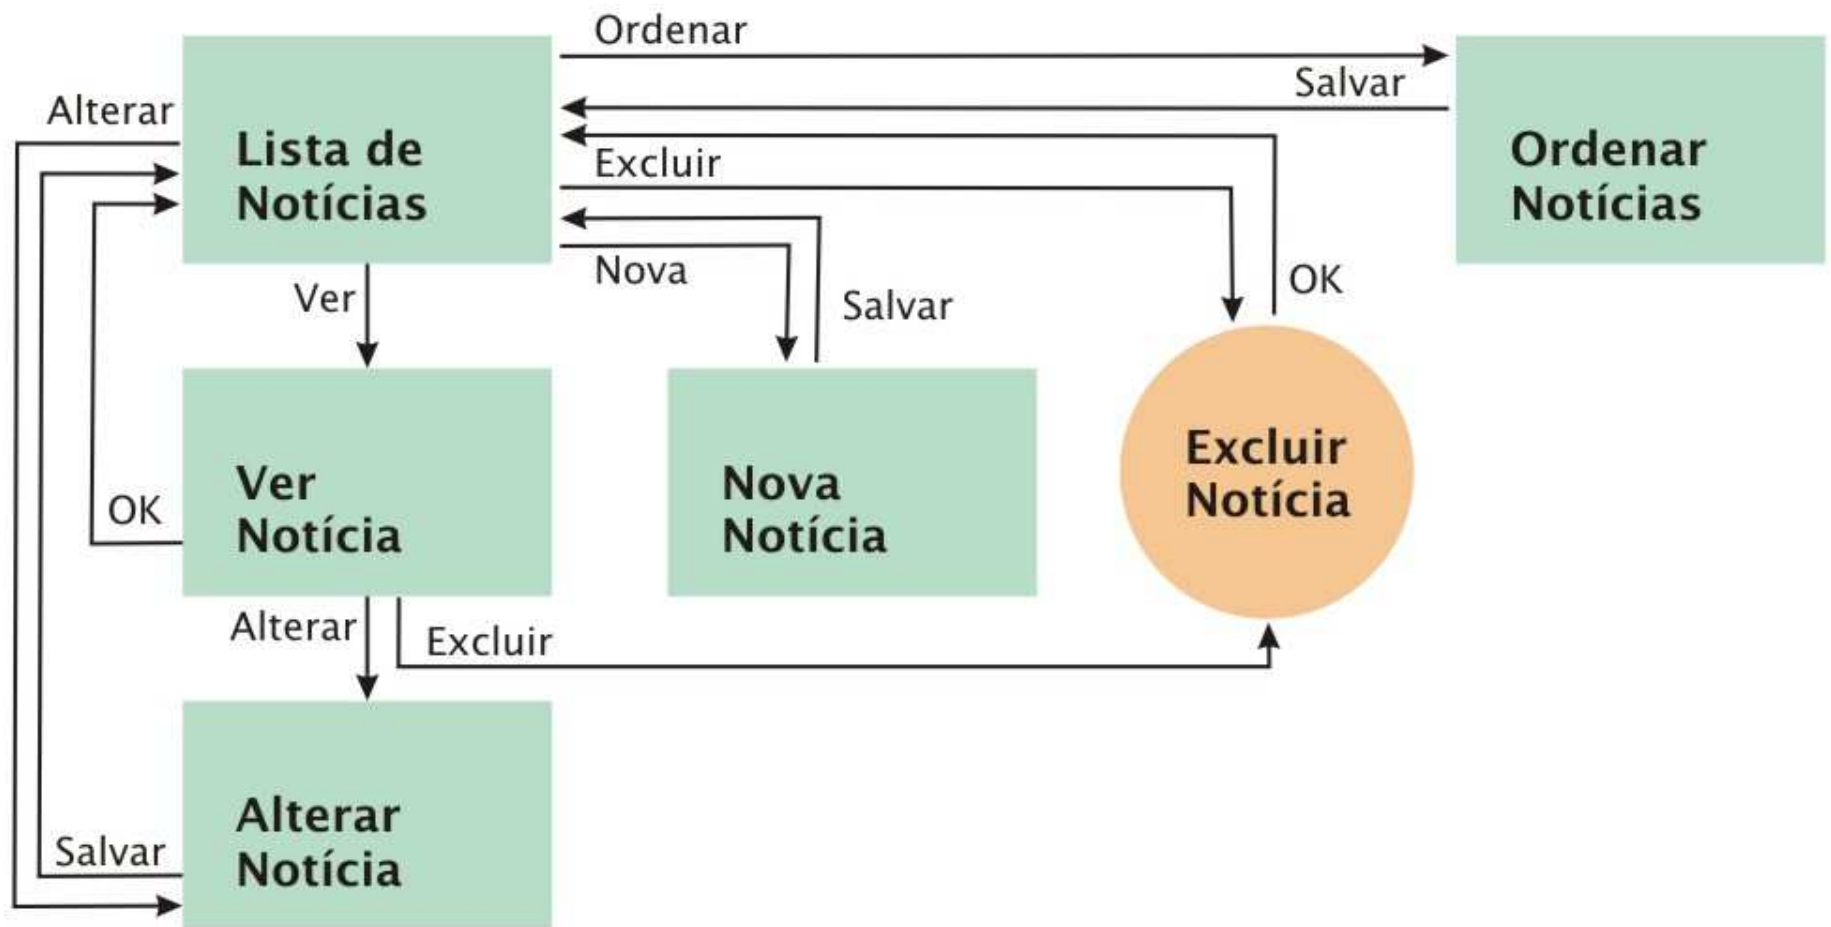 Ordenar
Salvar
Alterar
Lista de
Notícias
Excluir
Ordenar
Notícias
Nova
OK
Ver
Salvar
Ver
Notícia
Nova
Notícia
Excluir
Notícia
OK
Alterar
Excluir
Alterar
Notícia
Salvar